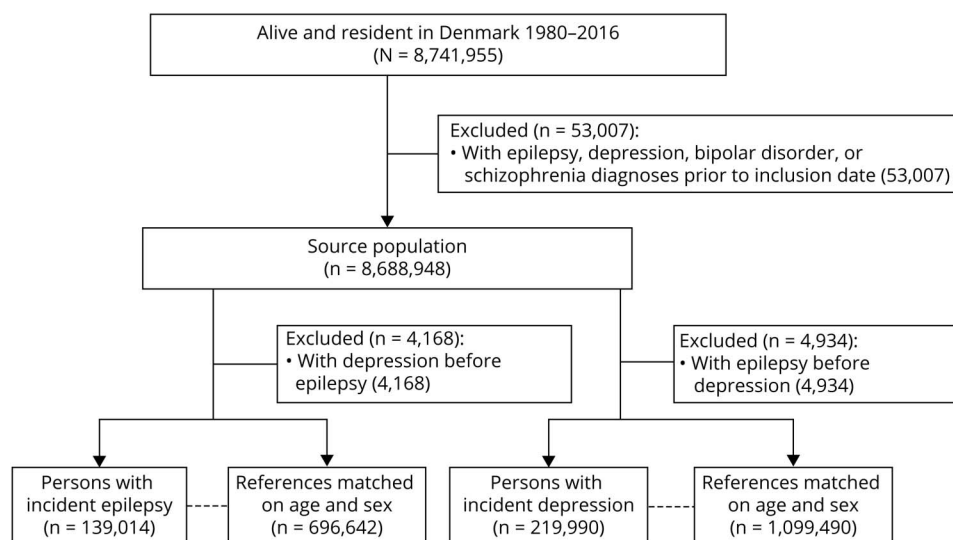 Alive and resident in Denmark 1980–2016
(N = 8,741,955)
Excluded (n = 53,007):
• With epilepsy, depression, bipolar disorder, or
schizophrenia diagnoses prior to inclusion date (53,007)
Source population
(n = 8,688,948)
Excluded (n = 4,168):
• With depression before
epilepsy (4,168)
Excluded (n = 4,934):
• With epilepsy before
depression (4,934)
Persons with
incident epilepsy
(n = 139,014)
References matched
on age and sex
(n = 696,642)
Persons with
incident depression
(n = 219,990)
References matched
on age and sex
(n = 1,099,490)